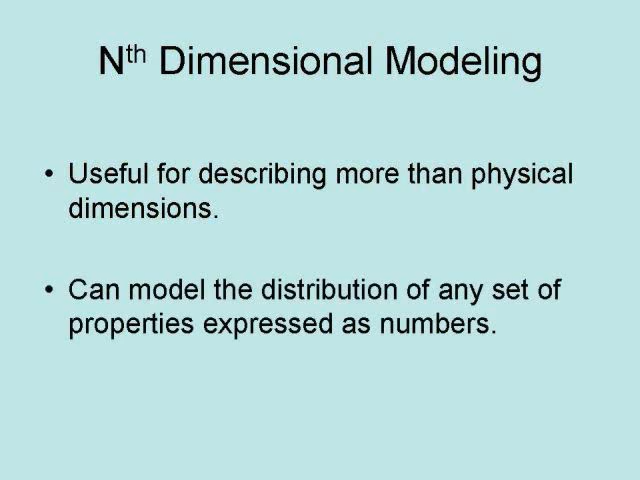 Nth Dimensional Modeling
• Useful for describing more than physical
dimensions.
• Can model the distribution of any set of
properties expressed as numbers.